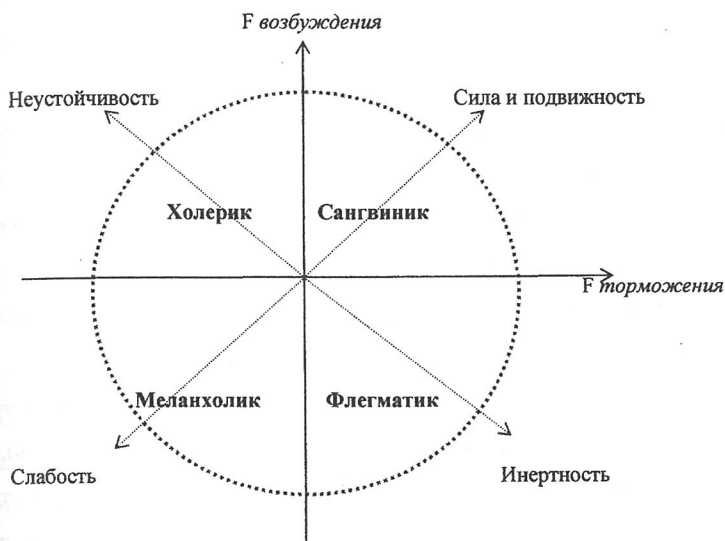 F возбуждения
Неустойчивость
Сила и подвижность
Холерик
Сангвиник
F торможения
Меланхолик
Флегматик
Слабость
Инертность